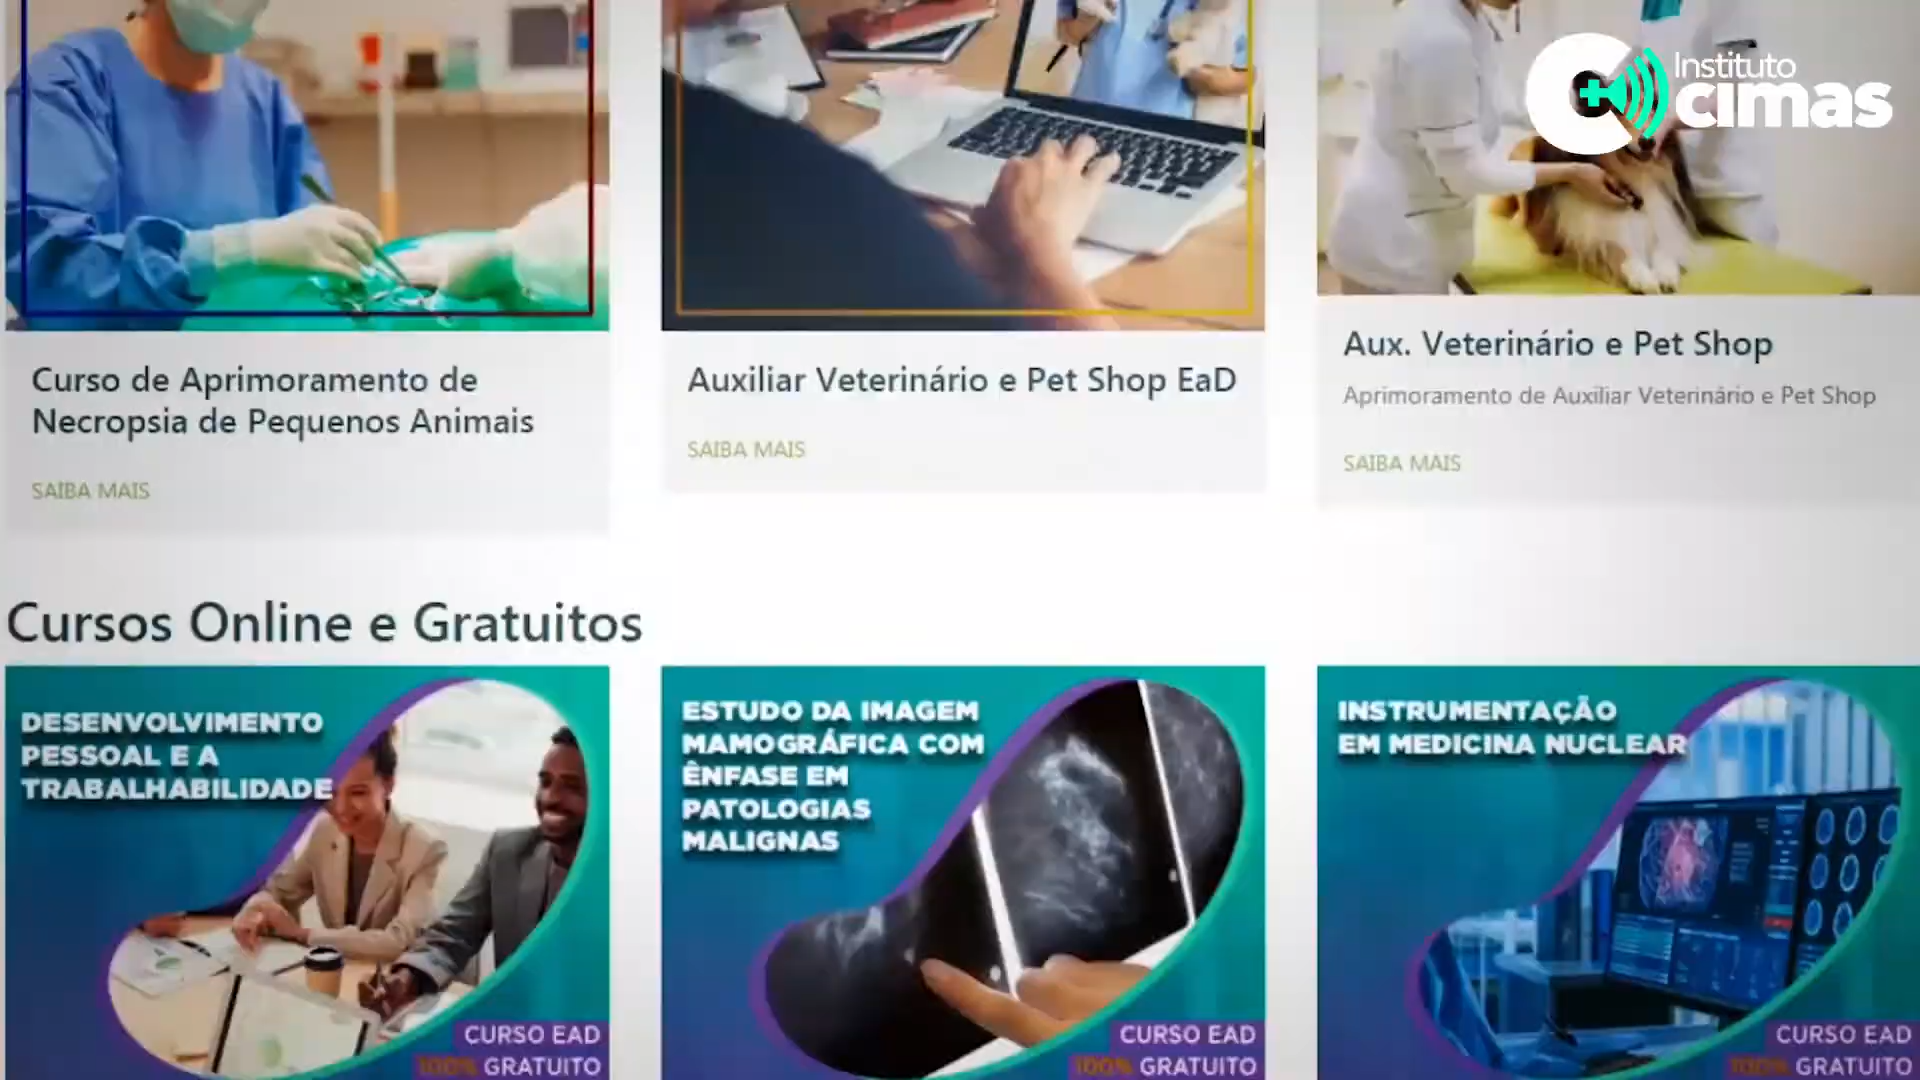 Instituto
cimas
Curso de Aprimoramento de
Necropsia de Pequenos Animais
SAIBA MAIS
Auxiliar Veterinário e Pet Shop EaD
SAIBA MAIS
Aux. Veterinário e Pet Shop
Aprimoramento de Auxiliar Veterinário e Pet Shop
SAIBA MAIS
Cursos Online e Gratuitos
DESENVOLVIMENTO
PESSOAL E A
TRABALHABILIDADE
CURSO EAD
100% GRATUITO
ESTUDO DA IMAGEM
MAMOGRÁFICA COM
ÊNFASE EM
PATOLOGIAS
MALIGNAS
CURSO EAD
100% GRATUITO
INSTRUMENTAÇÃO
EM MEDICINA NUCLEAR
CURSO EAD
100% GRATUITO